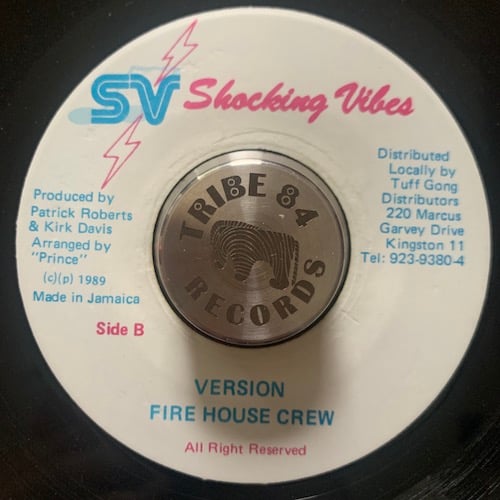 SV Shocking Vibes
Produced by
Patrick Roberts
& Kirk Davis
Arranged by
"Prince"
(c)(p) 1989
Made in Jamaica
Side B
Distributed
Locally by
Tuff Gong
Distributors
220 Marcus
Garvey Drive
Kingston 11
Tel: 923-9380-4
TRIBE 84
RECORDS
VERSION
FIRE HOUSE CREW
All Right Reserved